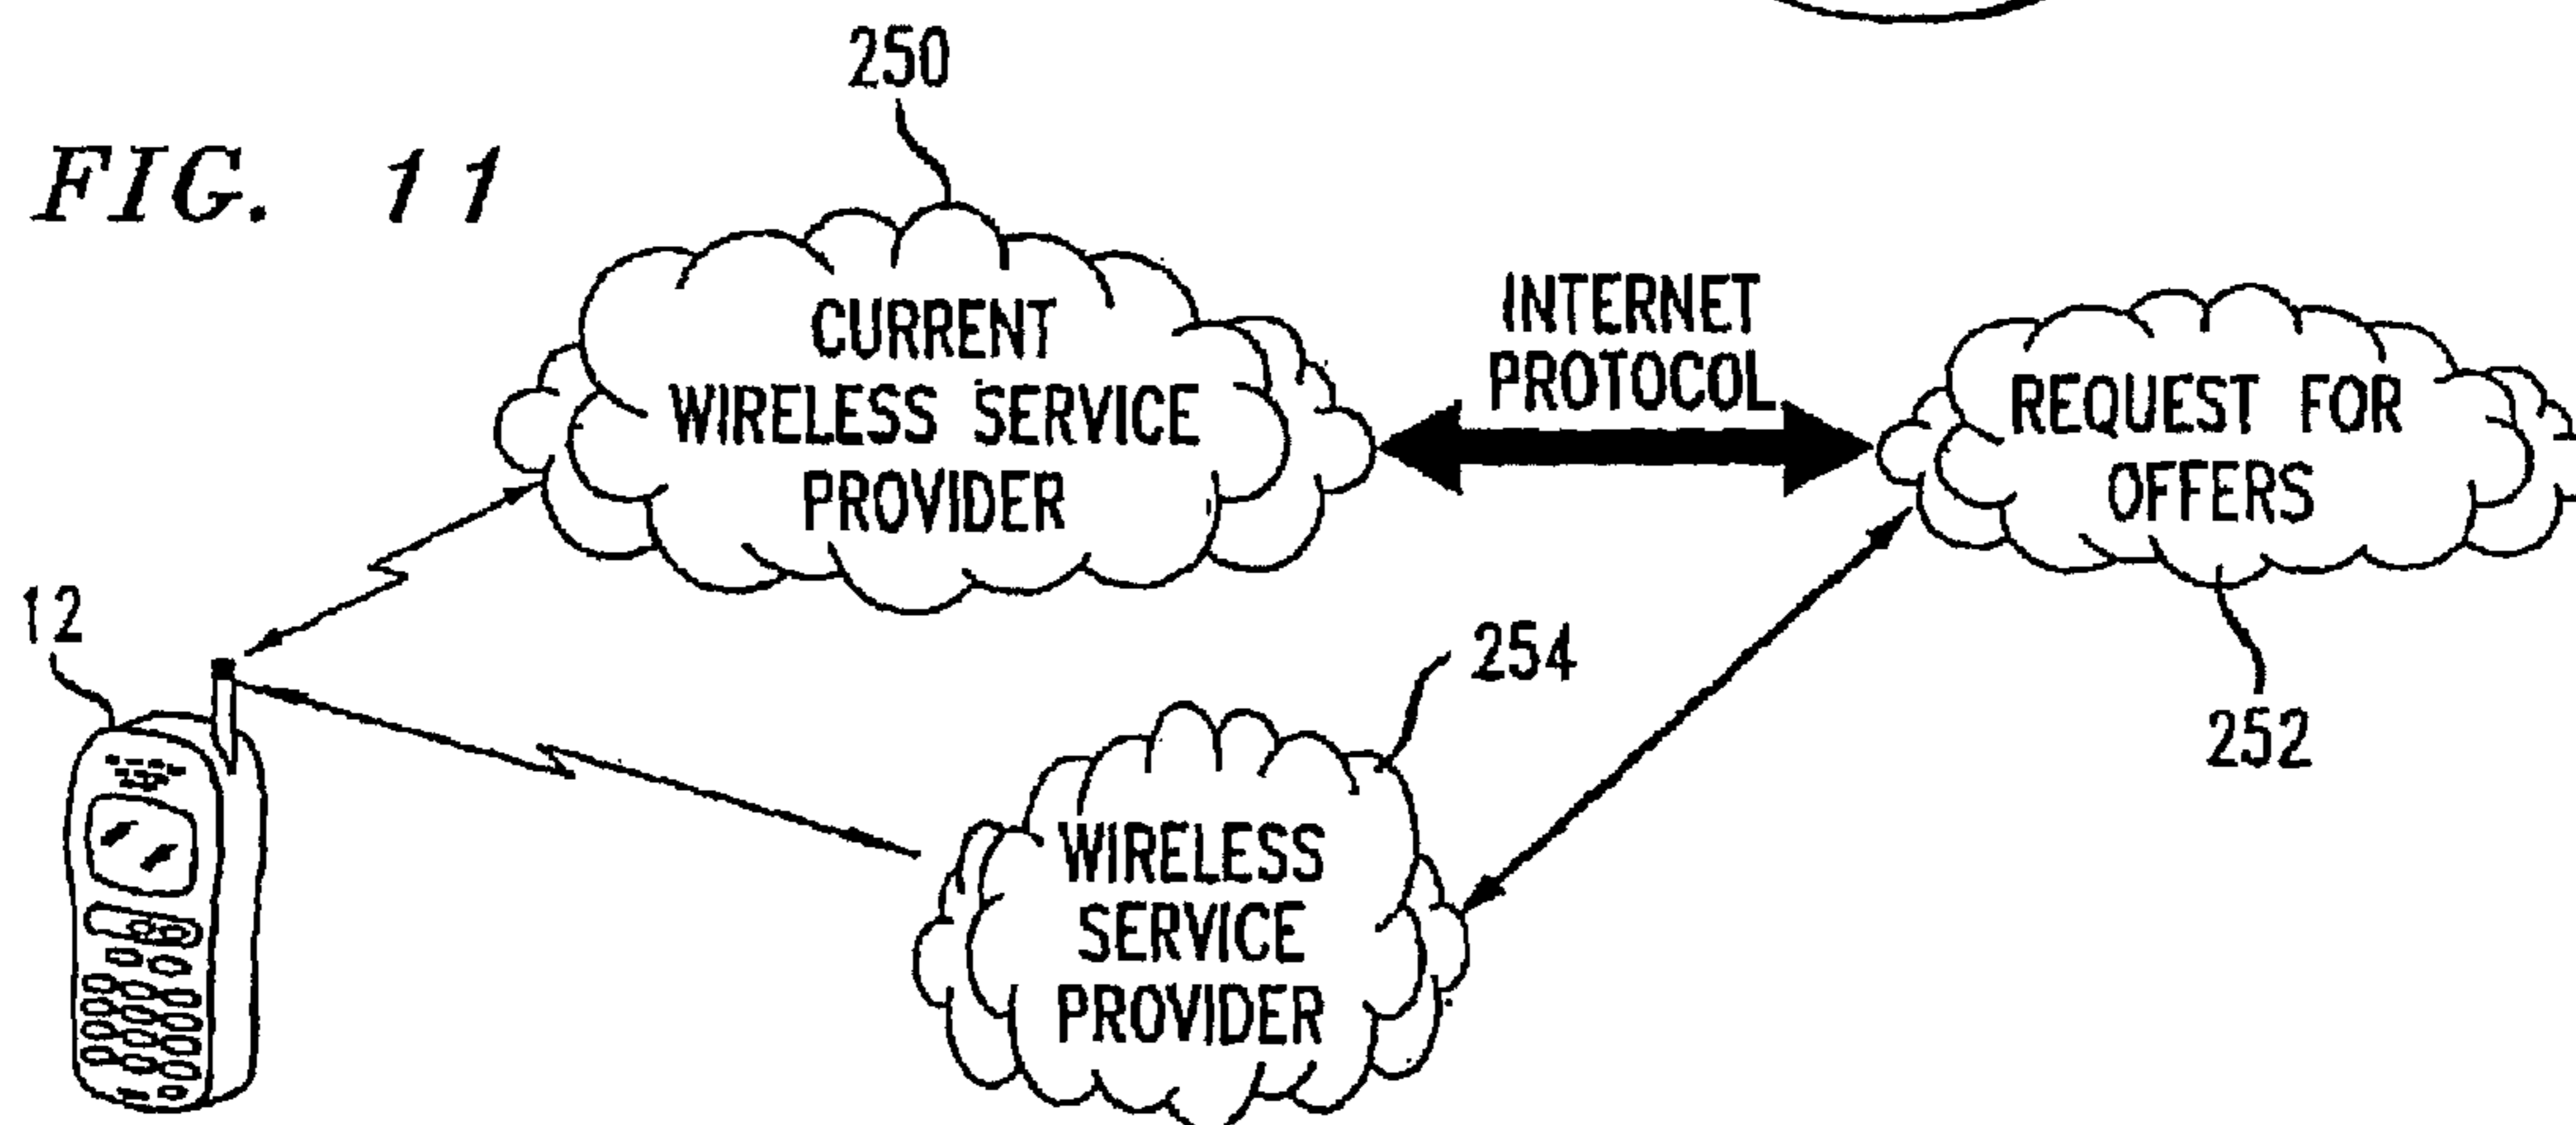 250
FIG. 11
CURRENT
WIRELESS SERVICE
PROVIDER
INTERNET
PROTOCOL
REQUEST FOR
OFFERS
12
254
252
WIRELESS
SERVICE
PROVIDER